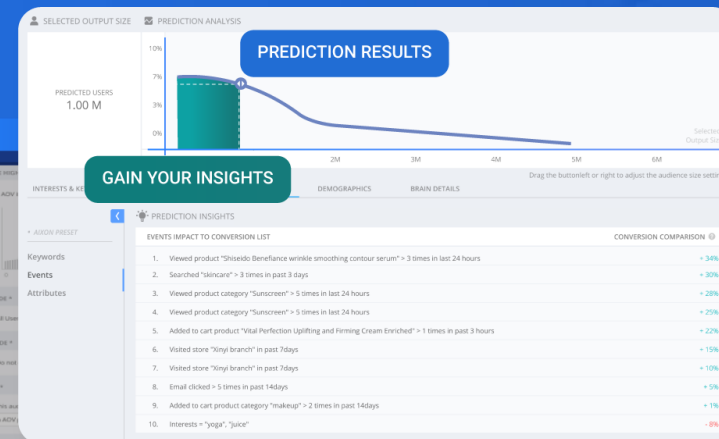 SELECTED OUTPUT SIZE
PREDICTION ANALYSIS
PREDICTION RESULTS
10%
7%
3%
0%
PREDICTED USERS
1.00 M
Selected
Output Siz
2M 3M 4M 5M 6M
Drag the buttonleft or right to adjust the audience size settin
GAIN YOUR INSIGHTS
INTERESTS & KE
DEMOGRAPHICS
BRAIN DETAILS
PREDICTION INSIGHTS
EVENTS IMPACT TO CONVERSION LIST CONVERSION COMPARISON
AIXON PRESET
Keywords
Events
Attributes
1. Viewed product "Shiseido Benefiance wrinkle smoothing contour serum" > 3 times in last 24 hours + 34%
2. Searched "skincare" > 3 times in past 3 days + 30%
3. Viewed product category "Sunscreen" > 5 times in last 24 hours + 28%
4. Viewed product category "Sunscreen" > 5 times in last 24 hours + 25%
5. Added to cart product "Vital Perfection Uplifting and Firming Cream Enriched" > 1 times in past 3 hours + 22%
6. Visited store "Xinyi branch" in past 7days + 15%
7. Visited store "Xinyi branch" in past 7days + 10%
8. Email clicked > 5 times in past 14days + 5%
9. Added to cart product category "makeup" > 2 times in past 14days + 1%
10. Interests = "yoga", "juice" - 8%